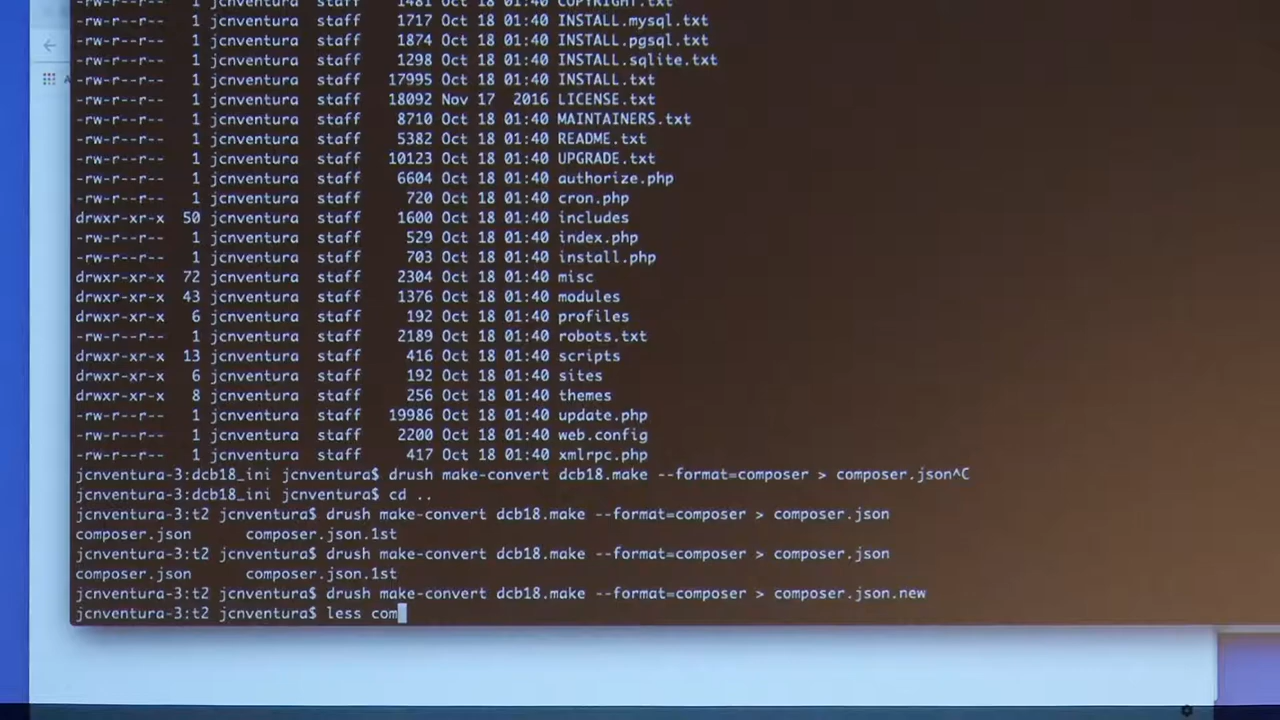 -rw-r--r-- 1 jcnventura staff 1481 Oct 18 01:40 COPYRIGHT.txt
-rw-r--r-- 1 jcnventura staff 1717 Oct 18 01:40 INSTALL.mysql.txt
-rw-r--r-- 1 jcnventura staff 1874 Oct 18 01:40 INSTALL.pgsql.txt
-rw-r--r-- 1 jcnventura staff 1298 Oct 18 01:40 INSTALL.sqlite.txt
-rw-r--r-- 1 jcnventura staff 17995 Oct 18 01:40 INSTALL.txt
-rw-r--r-- 1 jcnventura staff 18092 Nov 17 2016 LICENSE.txt
-rw-r--r-- 1 jcnventura staff 8710 Oct 18 01:40 MAINTAINERS.txt
-rw-r--r-- 1 jcnventura staff 5382 Oct 18 01:40 README.txt
-rw-r--r-- 1 jcnventura staff 10123 Oct 18 01:40 UPGRADE.txt
-rw-r--r-- 1 jcnventura staff 6604 Oct 18 01:40 authorize.php
-rw-r--r-- 1 jcnventura staff 720 Oct 18 01:40 cron.php
drwxr-xr-x 50 jcnventura staff 1600 Oct 18 01:40 includes
-rw-r--r-- 1 jcnventura staff 529 Oct 18 01:40 index.php
-rw-r--r-- 1 jcnventura staff 703 Oct 18 01:40 install.php
drwxr-xr-x 72 jcnventura staff 2304 Oct 18 01:40 misc
drwxr-xr-x 43 jcnventura staff 1376 Oct 18 01:40 modules
drwxr-xr-x 6 jcnventura staff 192 Oct 18 01:40 profiles
-rw-r--r-- 1 jcnventura staff 2189 Oct 18 01:40 robots.txt
drwxr-xr-x 13 jcnventura staff 416 Oct 18 01:40 scripts
drwxr-xr-x 6 jcnventura staff 192 Oct 18 01:40 sites
drwxr-xr-x 8 jcnventura staff 256 Oct 18 01:40 themes
-rw-r--r-- 1 jcnventura staff 19986 Oct 18 01:40 update.php
-rw-r--r-- 1 jcnventura staff 2200 Oct 18 01:40 web.config
-rw-r--r-- 1 jcnventura staff 417 Oct 18 01:40 xmlrpc.php
jcnventura-3:dcb18_ini jcnventura$ drush make-convert dcb18.make --format=composer > composer.json^C
jcnventura-3:dcb18_ini jcnventura$ cd ..
jcnventura-3:t2 jcnventura$ drush make-convert dcb18.make --format=composer > composer.json
composer.json composer.json.1st
jcnventura-3:t2 jcnventura$ drush make-convert dcb18.make --format=composer > composer.json
composer.json composer.json.1st
jcnventura-3:t2 jcnventura$ drush make-convert dcb18.make --format=composer > composer.json.new
jcnventura-3:t2 jcnventura$ less com